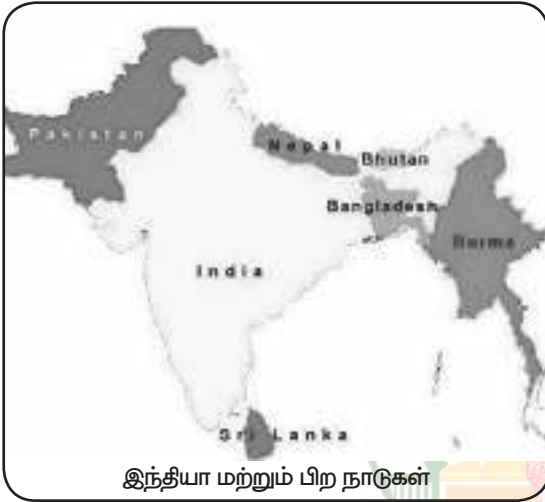 Pakistan
Nepal
Bhutan
Bangladesh
Burma
India
Sri Lanka
இந்தியா மற்றும் பிற நாடுகள்